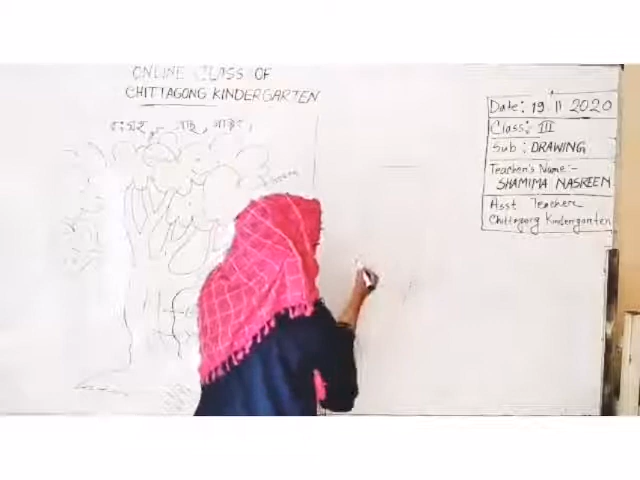 ONLINE CLASS OF
CHITTAGONG KINDERGARTEN
Date: 19 11 2020
Class: III
Sub : DRAWING
Teacher's Name:-
SHAMIMA NASREEN
Asst Teacher
Chittagong Kindergarten